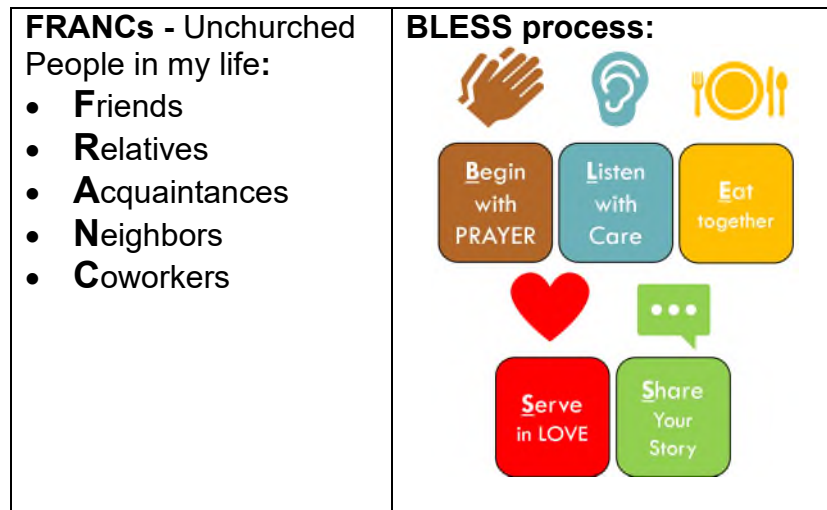 FRANCs - Unchurched
People in my life:
• Friends
• Relatives
• Acquaintances
• Neighbors
• Coworkers
BLESS process:
Begin
with
PRAYER
Listen
with
Care
Eat
together
Serve
in LOVE
Share
Your
Story